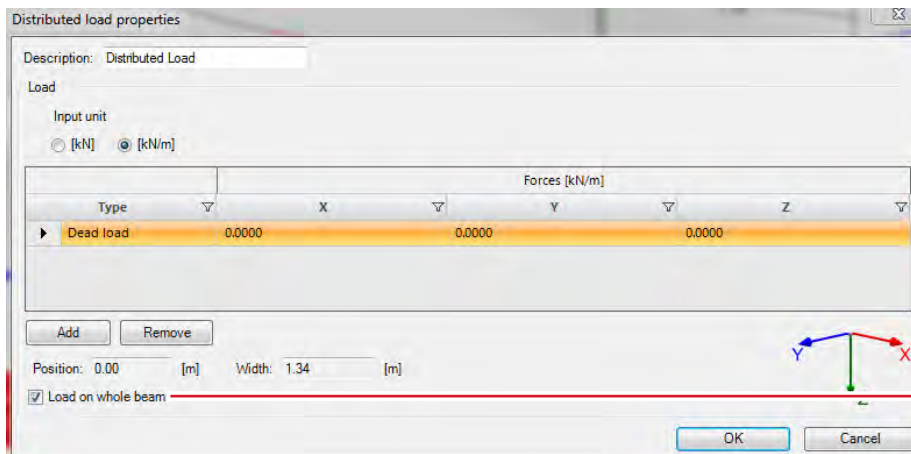 Distributed load properties
Description: Distributed Load
Load
Input unit
[kN] [kN/m]
Forces [kN/m]
Type X Y Z
Dead load 0.0000 0.0000 0.0000
Add Remove
Y X
Position: 0.00 [m] Width: 1.34 [m]
Load on whole beam
Z
OK Cancel